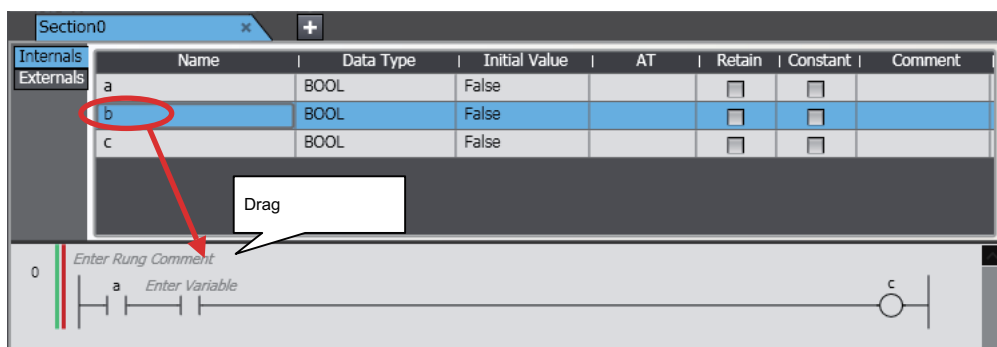 Section0 × +
Internals
Externals
Name Data Type Initial Value AT Retain Constant Comment
a BOOL False
b BOOL False
c BOOL False
Drag
0
Enter Rung Comment
a Enter Variable c